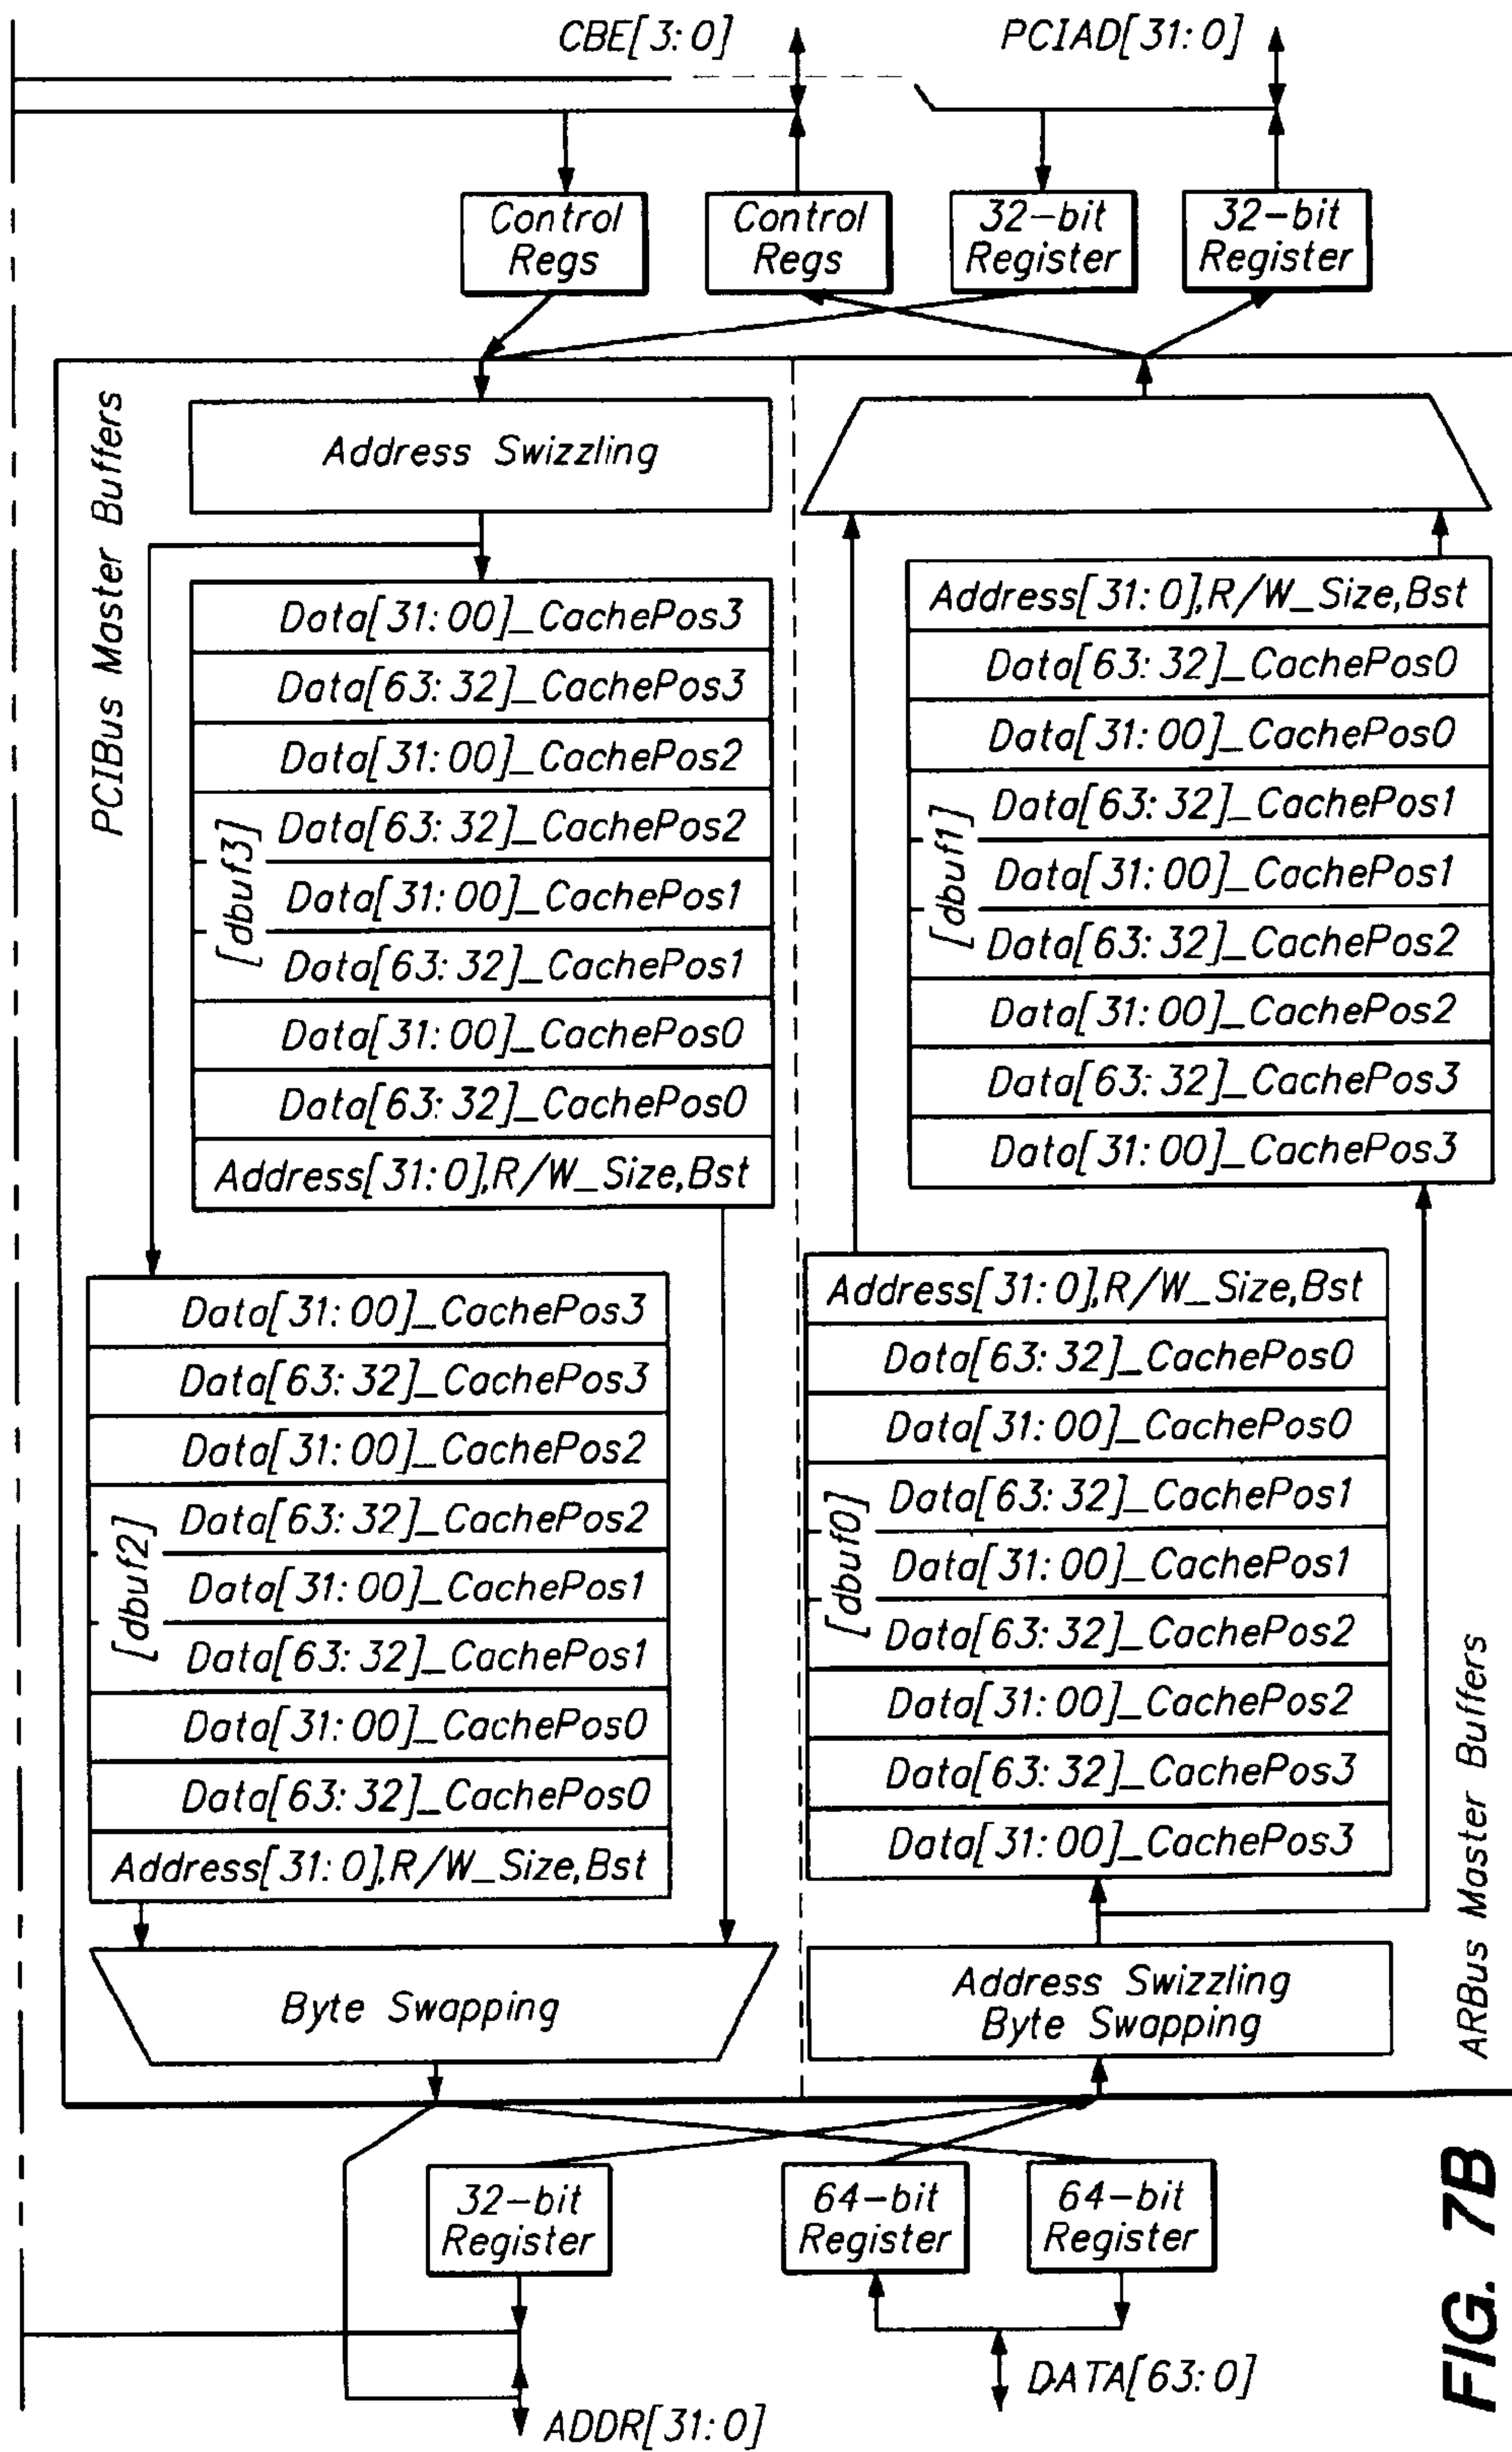 CBE[3:0]
PCIAD[31:0]
Control
Regs
Control
Regs
32-bit
Register
32-bit
Register
PCIBus Master Buffers
Address Swizzling
Data[31:00]_CachePos3
Data[63:32]_CachePos3
Data[31:00]_CachePos2
Data[63:32]_CachePos2
[dbuf3]
Data[31:00]_CachePos1
Data[63:32]_CachePos1
Data[31:00]_CachePos0
Data[63:32]_CachePos0
Address[31:0],R/W_Size,Bst
Address[31:0],R/W_Size,Bst
Data[63:32]_CachePos0
Data[31:00]_CachePos0
Data[63:32]_CachePos1
[dbuf1]
Data[31:00]_CachePos1
Data[63:32]_CachePos2
Data[31:00]_CachePos2
Data[63:32]_CachePos3
Data[31:00]_CachePos3
Data[31:00]_CachePos3
Data[63:32]_CachePos3
Data[31:00]_CachePos2
Data[63:32]_CachePos2
[dbuf2]
Data[31:00]_CachePos1
Data[63:32]_CachePos1
Data[31:00]_CachePos0
Data[63:32]_CachePos0
Address[31:0],R/W_Size,Bst
Address[31:0],R/W_Size,Bst
Data[63:32]_CachePos0
Data[31:00]_CachePos0
Data[63:32]_CachePos1
[dbuf0]
Data[31:00]_CachePos1
Data[63:32]_CachePos2
Data[31:00]_CachePos2
Data[63:32]_CachePos3
Data[31:00]_CachePos3
ARBus Master Buffers
Byte Swapping
Address Swizzling
Byte Swapping
32-bit
Register
64-bit
Register
64-bit
Register
ADDR[31:0]
DATA[63:0]
FIG. 7B